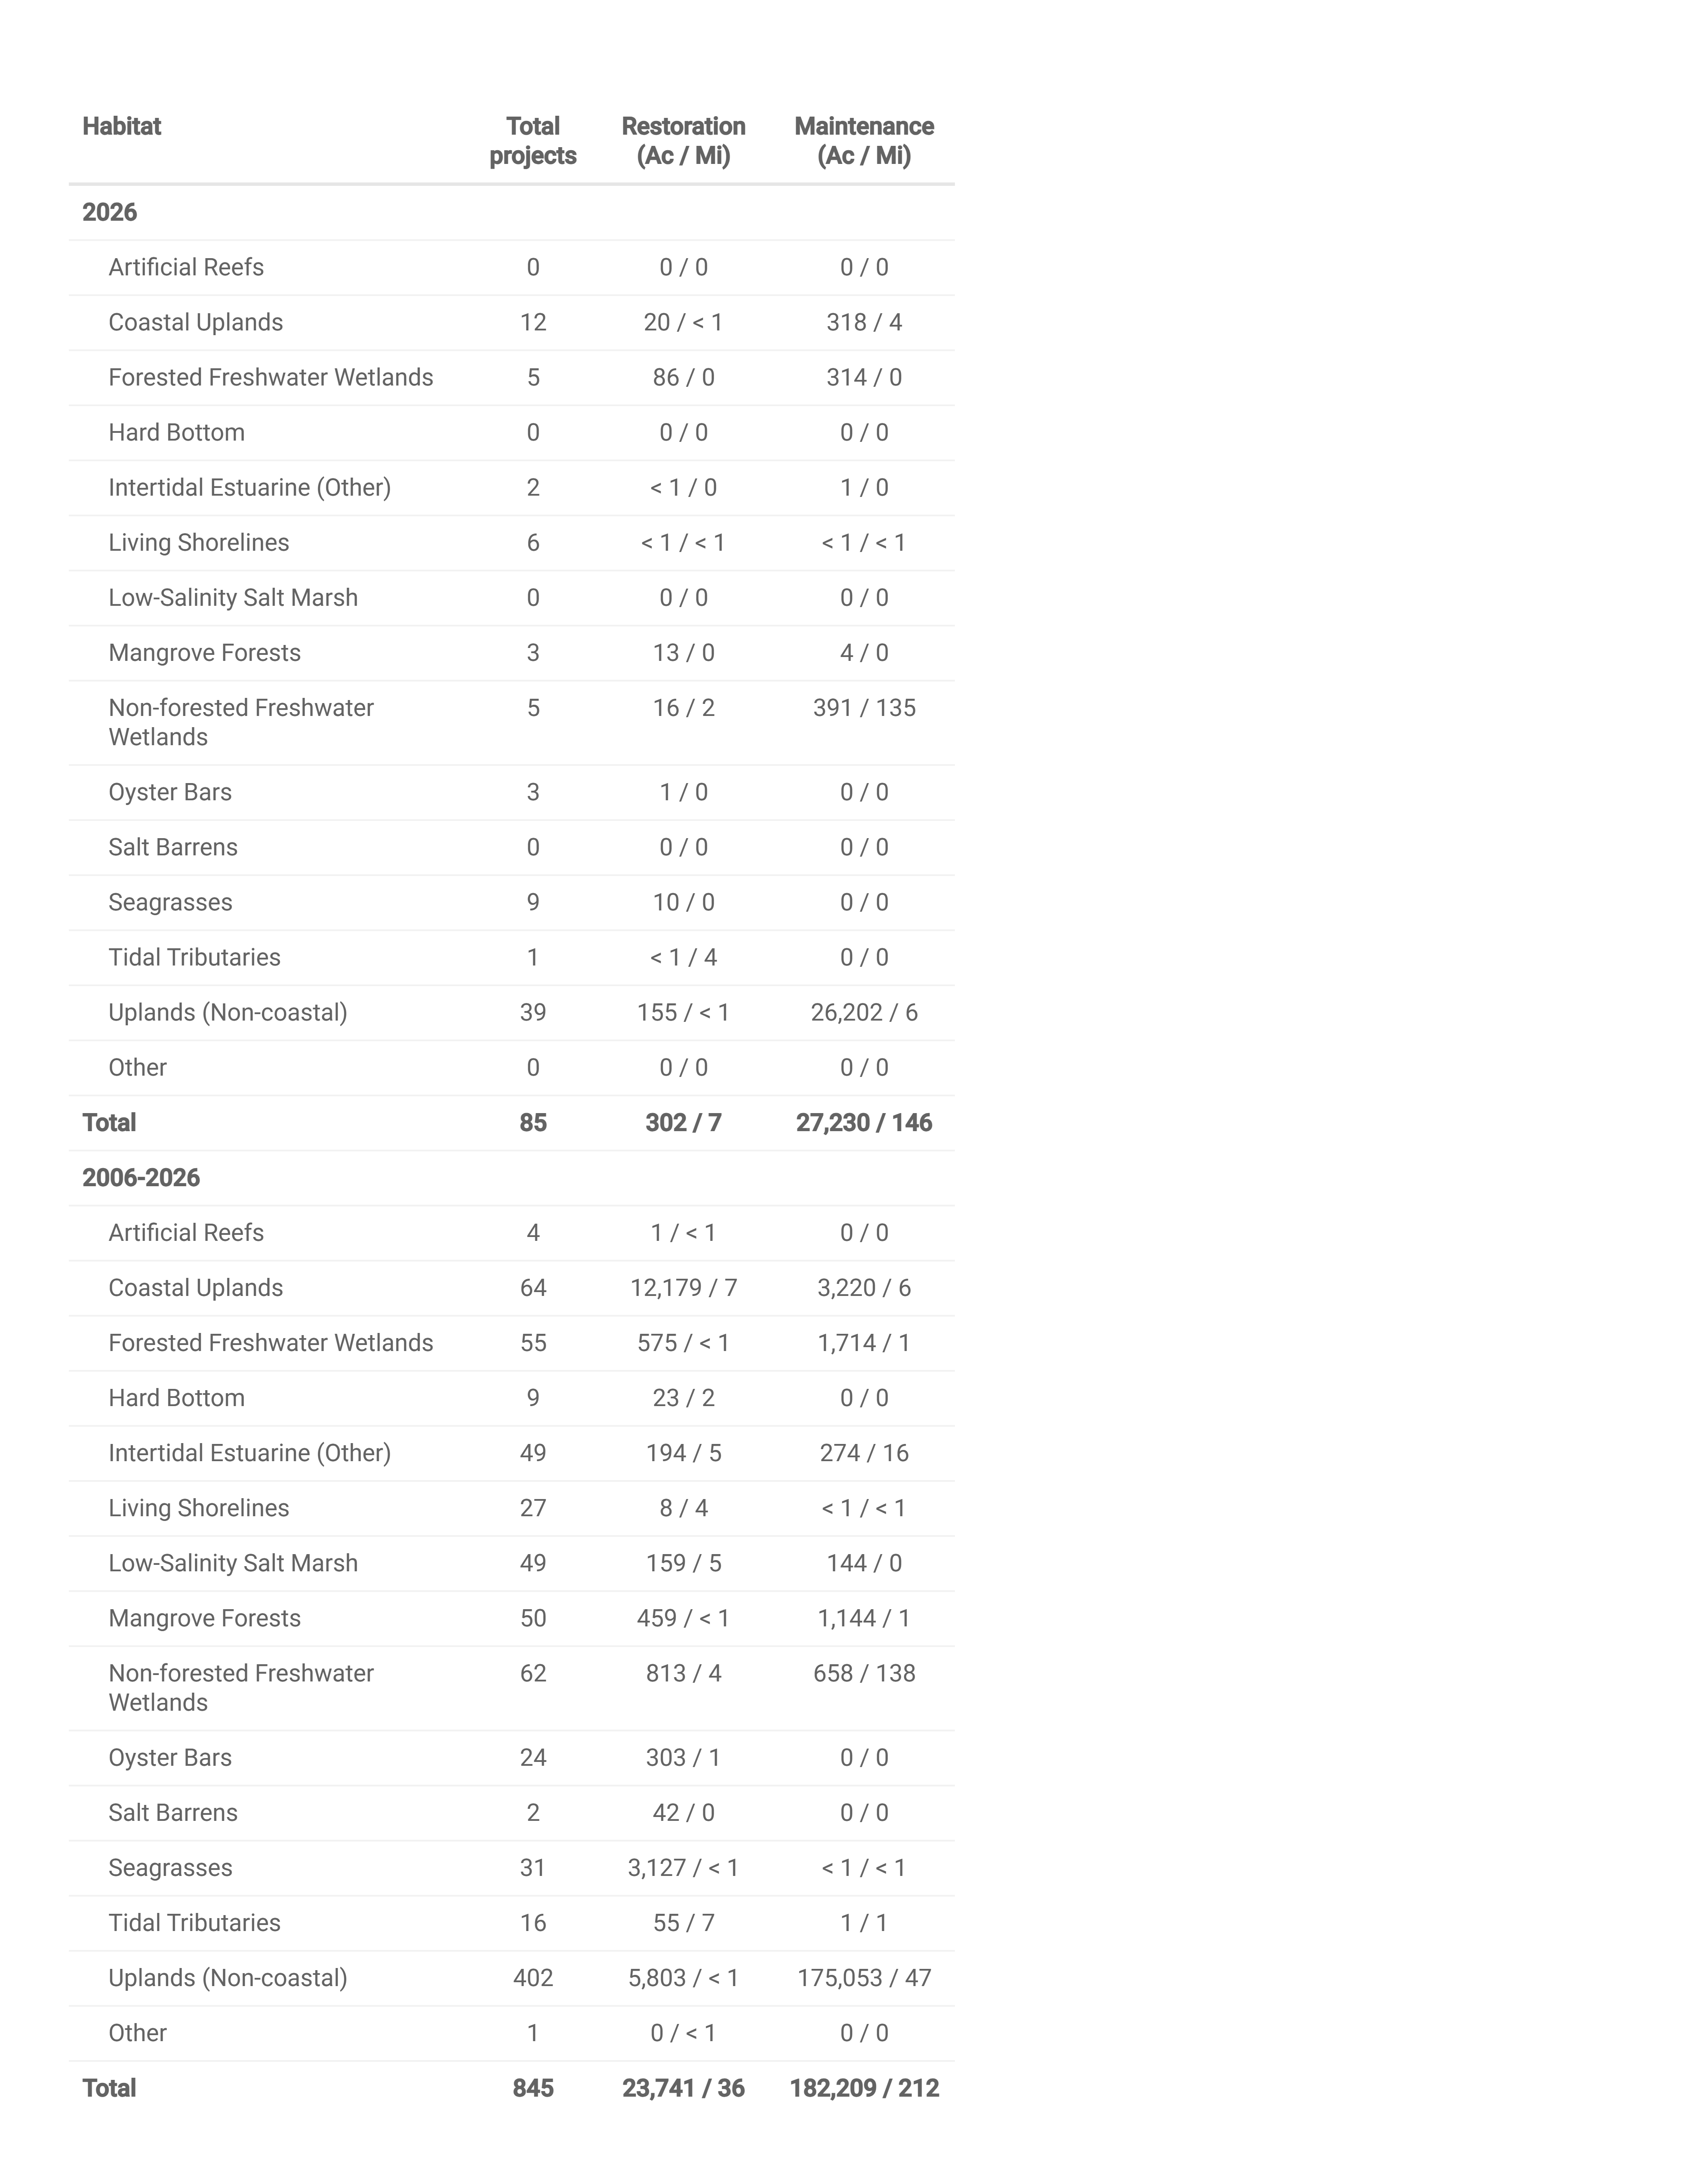 Habitat Total projects Restoration (Ac / Mi) Maintenance (Ac / Mi)
2026
Artificial Reefs 0 0 / 0 0 / 0
Coastal Uplands 12 20 / < 1 318 / 4
Forested Freshwater Wetlands 5 86 / 0 314 / 0
Hard Bottom 0 0 / 0 0 / 0
Intertidal Estuarine (Other) 2 < 1 / 0 1 / 0
Living Shorelines 6 < 1 / < 1 < 1 / < 1
Low-Salinity Salt Marsh 0 0 / 0 0 / 0
Mangrove Forests 3 13 / 0 4 / 0
Non-forested Freshwater Wetlands 5 16 / 2 391 / 135
Oyster Bars 3 1 / 0 0 / 0
Salt Barrens 0 0 / 0 0 / 0
Seagrasses 9 10 / 0 0 / 0
Tidal Tributaries 1 < 1 / 4 0 / 0
Uplands (Non-coastal) 39 155 / < 1 26,202 / 6
Other 0 0 / 0 0 / 0
Total 85 302 / 7 27,230 / 146
2006-2026
Artificial Reefs 4 1 / < 1 0 / 0
Coastal Uplands 64 12,179 / 7 3,220 / 6
Forested Freshwater Wetlands 55 575 / < 1 1,714 / 1
Hard Bottom 9 23 / 2 0 / 0
Intertidal Estuarine (Other) 49 194 / 5 274 / 16
Living Shorelines 27 8 / 4 < 1 / < 1
Low-Salinity Salt Marsh 49 159 / 5 144 / 0
Mangrove Forests 50 459 / < 1 1,144 / 1
Non-forested Freshwater Wetlands 62 813 / 4 658 / 138
Oyster Bars 24 303 / 1 0 / 0
Salt Barrens 2 42 / 0 0 / 0
Seagrasses 31 3,127 / < 1 < 1 / < 1
Tidal Tributaries 16 55 / 7 1 / 1
Uplands (Non-coastal) 402 5,803 / < 1 175,053 / 47
Other 1 0 / < 1 0 / 0
Total 845 23,741 / 36 182,209 / 212